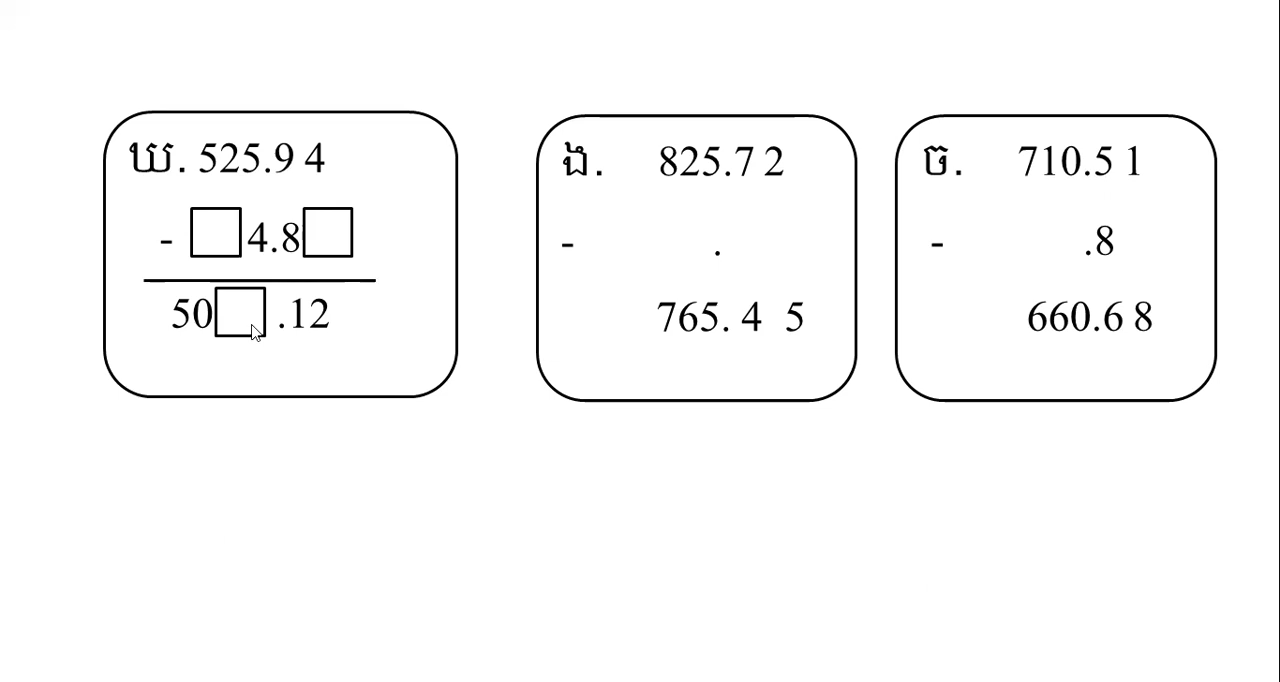 ឃ. 525.9 4
- □4.8□
50□ .12
ង. 825.7 2
- .
765. 4 5
ច. 710.5 1
- .8
660.6 8